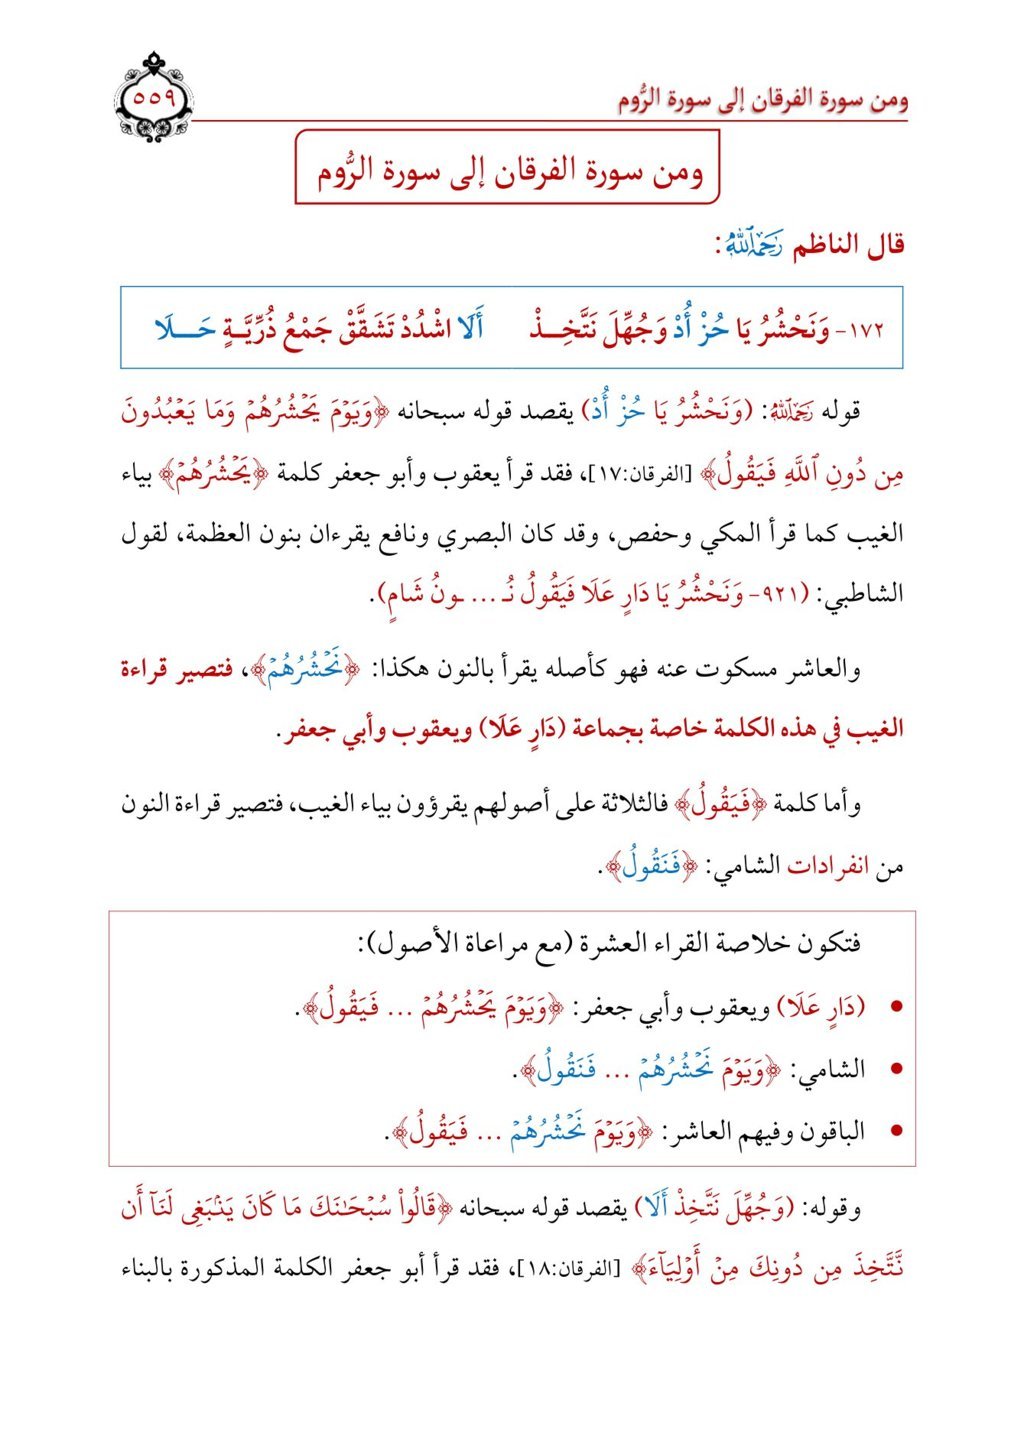 ومن سورة الفرقان إلى سورة الرُّوم
٥٥٩
ومن سورة الفرقان إلى سورة الرُّوم
قال الناظم رَحِمَهُ ٱللَّهُ:
١٧٢- وَنَحْشُرُ يَا حُزْ أُدْ وَجُهِّلَ نَتَّخِـــذْ أَلَا اشْدُدْ تَشَقَّقْ جَمْعُ ذُرِّيَّـةٍ حَـــلَا
قوله رَحِمَهُ ٱللَّهُ: (وَنَحْشُرُ يَا حُزْ أُدْ) يقصد قوله سبحانه ﴿وَيَوْمَ يَحْشُرُهُمْ وَمَا يَعْبُدُونَ
مِن دُونِ ٱللَّهِ فَيَقُولُ﴾ [الفرقان:١٧]، فقد قرأ يعقوب وأبو جعفر كلمة ﴿يَحْشُرُهُمْ﴾ بياء
الغيب كما قرأ المكي وحفص، وقد كان البصري ونافع يقرءان بنون العظمة، لقول
الشاطبي: (٩٢١- وَنَحْشُرُ يَا دَارٍ عَلَا فَيَقُولُ نُـ ... ـونُ شَامٍ).
والعاشر مسكوت عنه فهو كأصله يقرأ بالنون هكذا: ﴿نَحْشُرُهُمْ﴾، فتصير قراءة
الغيب في هذه الكلمة خاصة بجماعة (دَارٍ عَلَا) ويعقوب وأبي جعفر.
وأما كلمة ﴿فَيَقُولُ﴾ فالثلاثة على أصولهم يقرؤون بياء الغيب، فتصير قراءة النون
من انفرادات الشامي: ﴿فَنَقُولُ﴾.
فتكون خلاصة القراء العشرة (مع مراعاة الأصول):
• (دَارٍ عَلَا) ويعقوب وأبي جعفر: ﴿وَيَوْمَ يَحْشُرُهُمْ ... فَيَقُولُ﴾.
• الشامي: ﴿وَيَوْمَ نَحْشُرُهُمْ ... فَنَقُولُ﴾.
• الباقون وفيهم العاشر: ﴿وَيَوْمَ نَحْشُرُهُمْ ... فَيَقُولُ﴾.
وقوله: (وَجُهِّلَ نَتَّخِذْ أَلَا) يقصد قوله سبحانه ﴿قَالُواْ سُبْحَـٰنَكَ مَا كَانَ يَنۢبَغِى لَنَآ أَن
نَّتَّخِذَ مِن دُونِكَ مِنْ أَوْلِيَآءَ﴾ [الفرقان:١٨]، فقد قرأ أبو جعفر الكلمة المذكورة بالبناء